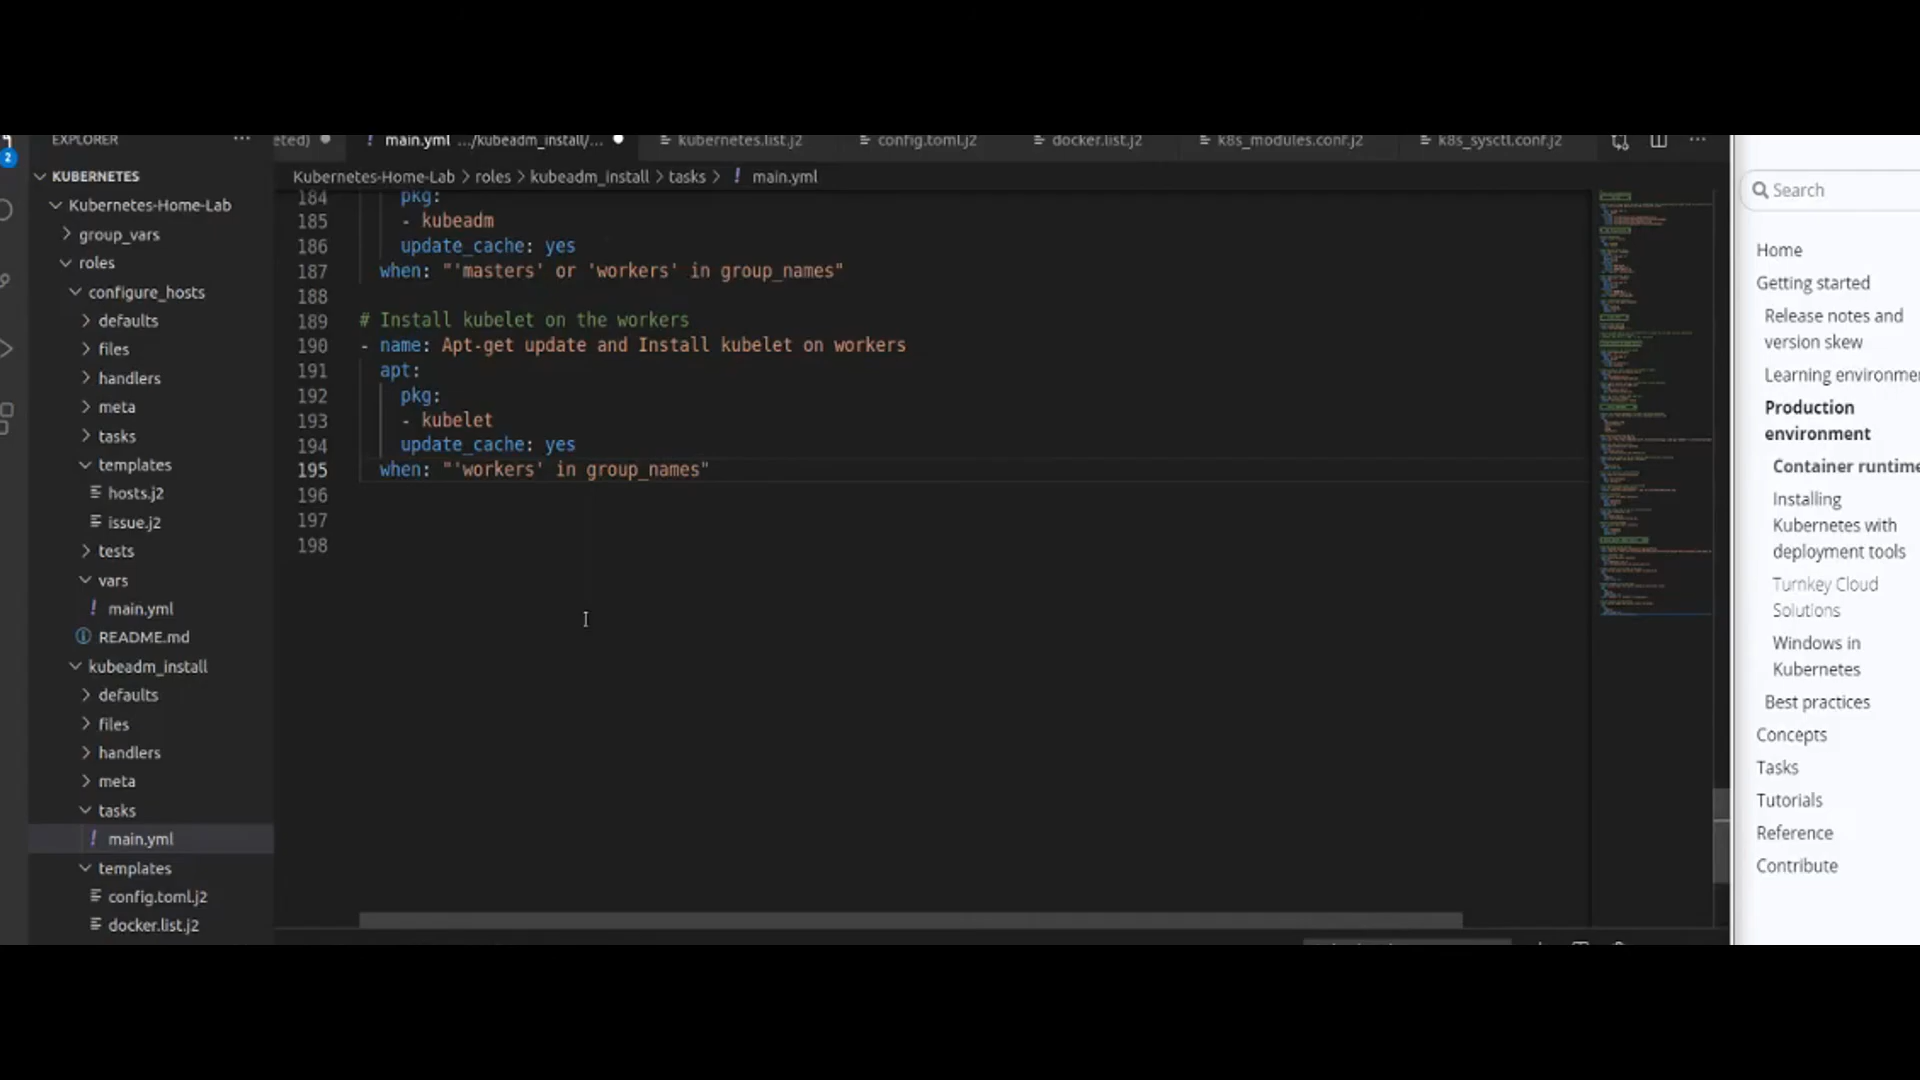 2
EXPLORER ...
KUBERNETES
Kubernetes-Home-Lab
group_vars
roles
configure_hosts
defaults
files
handlers
meta
tasks
templates
hosts.j2
issue.j2
tests
vars
main.yml
README.md
kubeadm_install
defaults
files
handlers
meta
tasks
main.yml
templates
config.toml.j2
docker.list.j2
eted) main.yml .../kubeadm_install/... kubernetes.list.j2 config.toml.j2 docker.list.j2 k8s_modules.conf.j2 k8s_sysctl.conf.j2 ...
Kubernetes-Home-Lab > roles > kubeadm_install > tasks > ! main.yml
184 pkg:
185 - kubeadm
186 update_cache: yes
187 when: "'masters' or 'workers' in group_names"
188
189 # Install kubelet on the workers
190 - name: Apt-get update and Install kubelet on workers
191 apt:
192 pkg:
193 - kubelet
194 update_cache: yes
195 when: "'workers' in group_names"
196
197
198
Search
Home
Getting started
Release notes and
version skew
Learning environme
Production
environment
Container runtime
Installing
Kubernetes with
deployment tools
Turnkey Cloud
Solutions
Windows in
Kubernetes
Best practices
Concepts
Tasks
Tutorials
Reference
Contribute